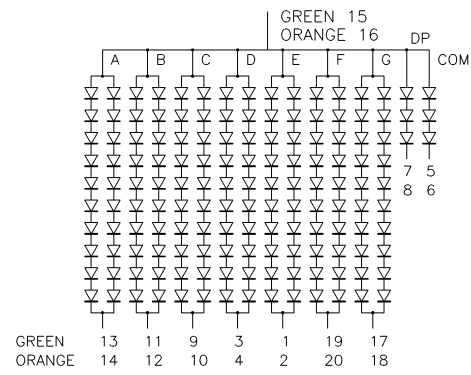 GREEN 15
ORANGE 16
DP
A B C D E F G COM
7 5
8 6
GREEN 13 11 9 3 1 19 17
ORANGE 14 12 10 4 2 20 18